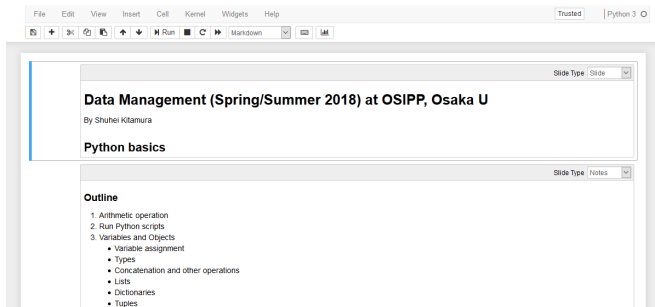 File Edit View Insert Cell Kernel Widgets Help Trusted Python 3
Run Markdown
Slide Type Slide
Data Management (Spring/Summer 2018) at OSIPP, Osaka U
By Shuhei Kitamura
Python basics
Slide Type Notes
Outline
1. Arithmetic operation
2. Run Python scripts
3. Variables and Objects
• Variable assignment
• Types
• Concatenation and other operations
• Lists
• Dictionaries
• Tuples